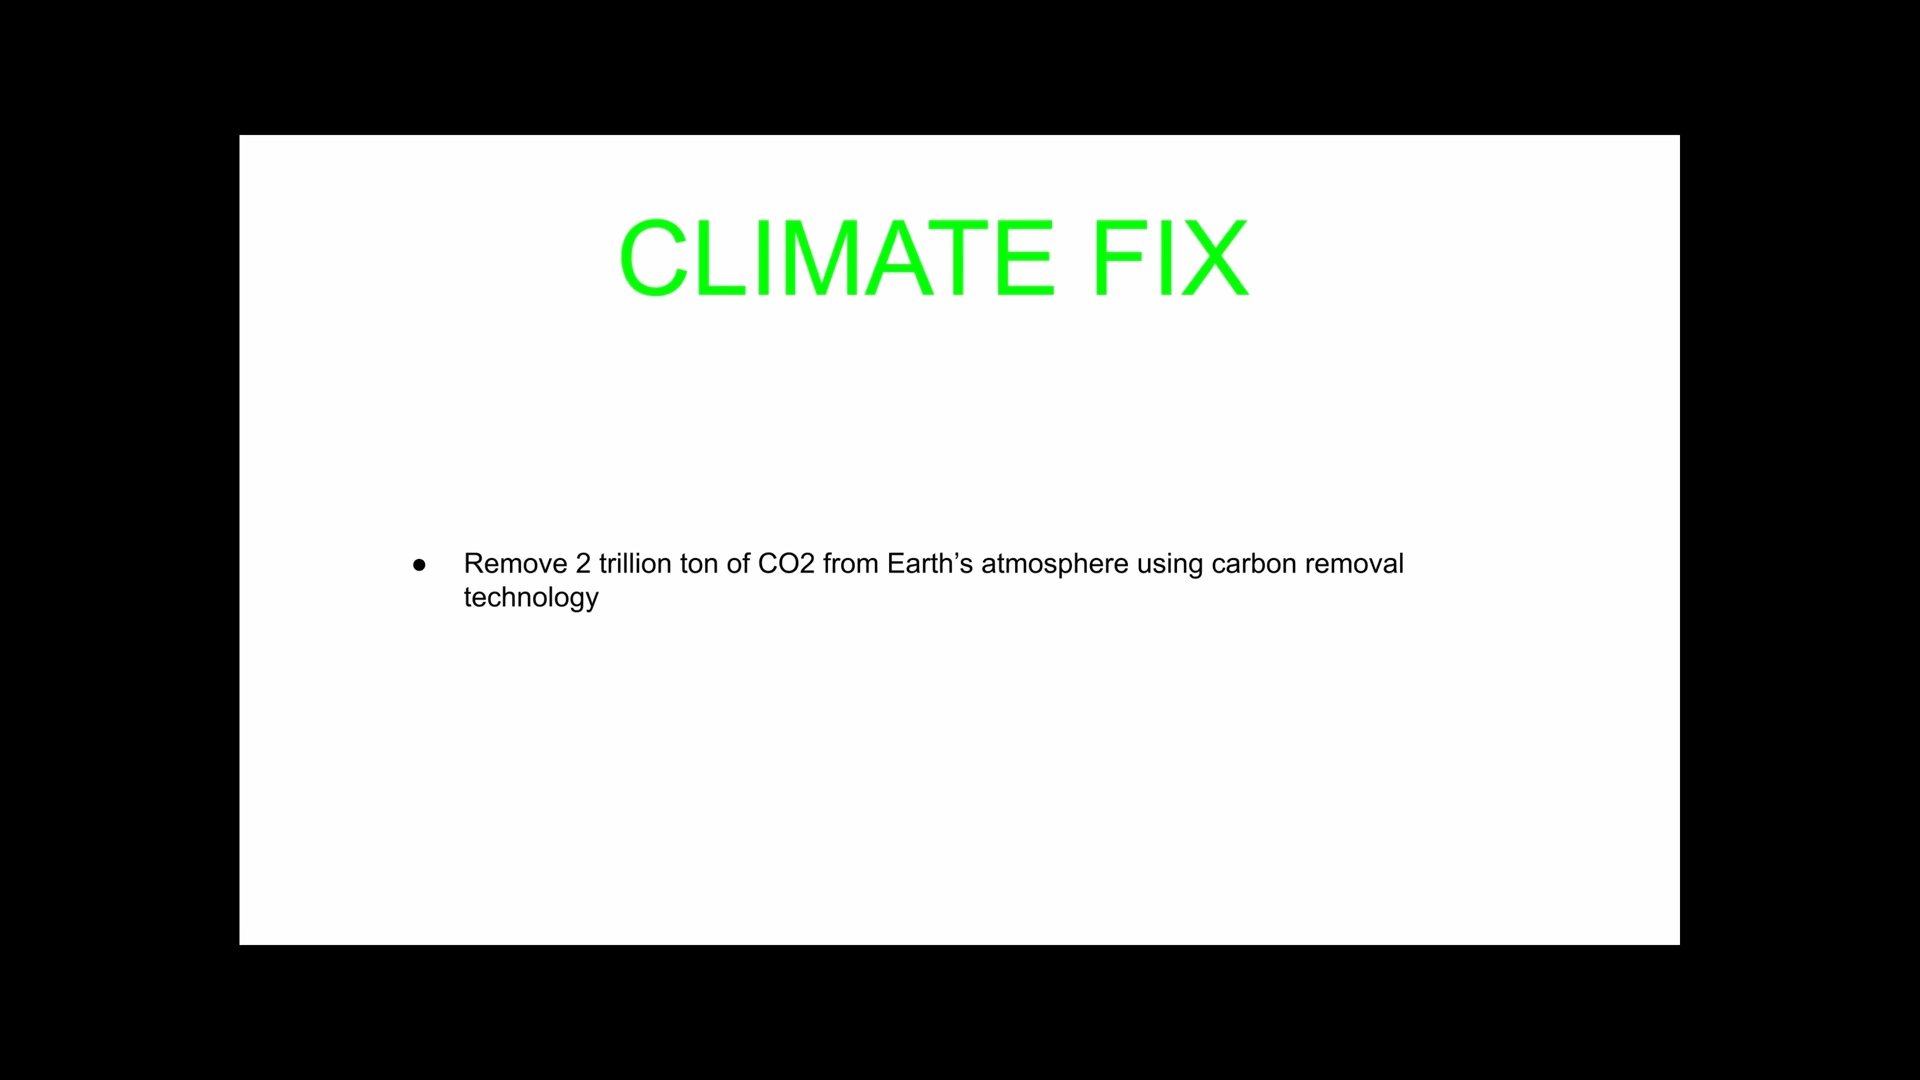 CLIMATE FIX
● Remove 2 trillion ton of CO2 from Earth’s atmosphere using carbon removal
technology